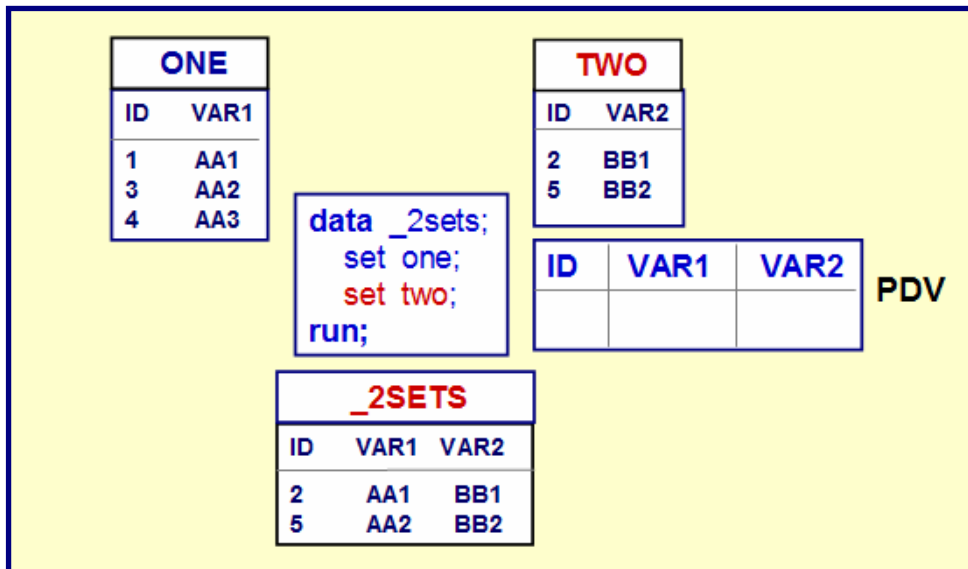 ONE
ID VAR1
1 AA1
3 AA2
4 AA3
TWO
ID VAR2
2 BB1
5 BB2
data _2sets;
set one;
set two;
run;
ID VAR1 VAR2
PDV
_2SETS
ID VAR1 VAR2
2 AA1 BB1
5 AA2 BB2